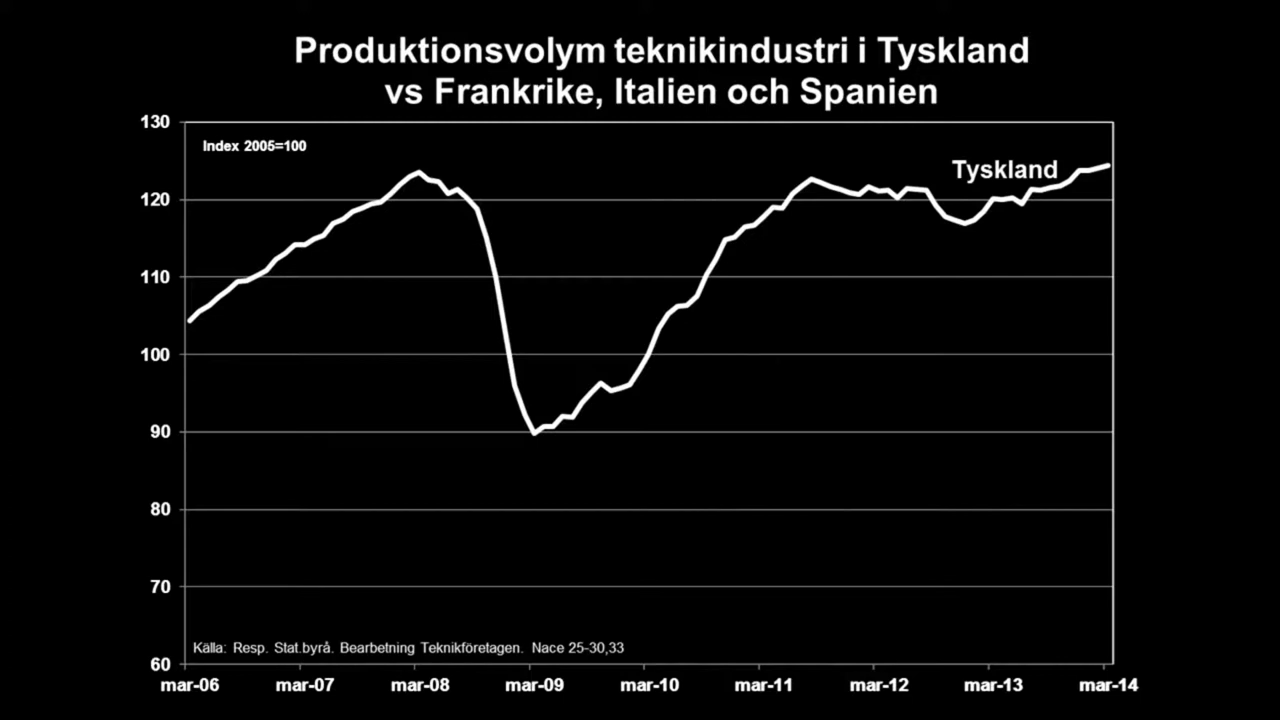 Produktionsvolym teknikindustri i Tyskland
vs Frankrike, Italien och Spanien
130
Index 2005=100
Tyskland
120
110
100
90
80
70
Källa: Resp. Stat.byrå. Bearbetning Teknikföretagen. Nace 25-30,33
60
mar-06 mar-07 mar-08 mar-09 mar-10 mar-11 mar-12 mar-13 mar-14